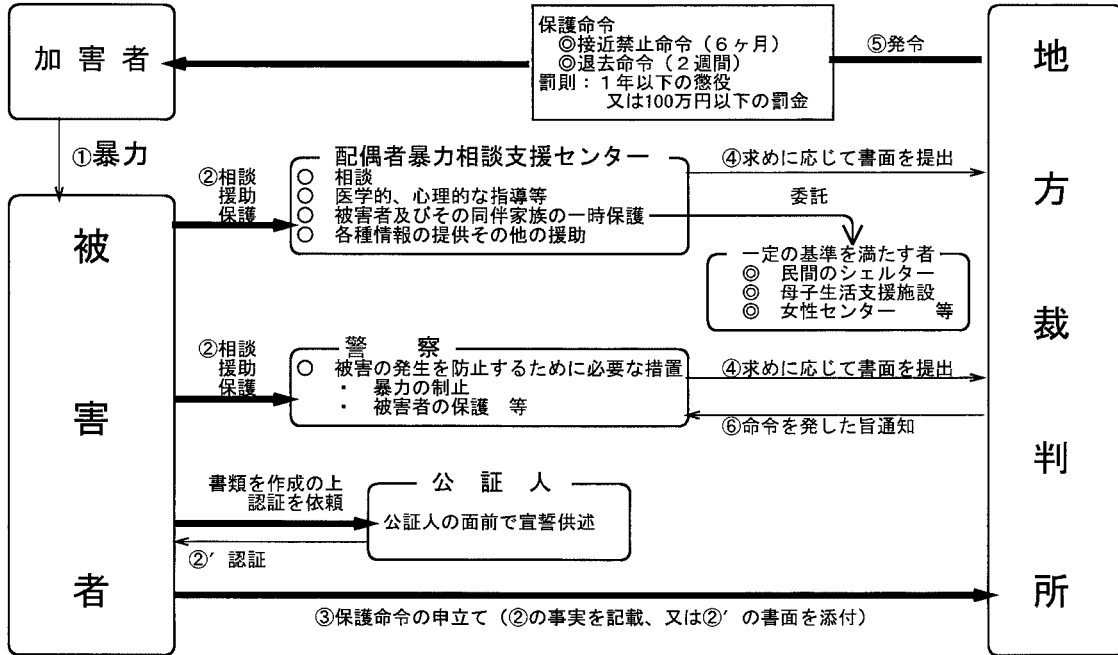 加害者
保護命令
◎接近禁止命令（６ヶ月）
◎退去命令（２週間）
罰則：１年以下の懲役
又は100万円以下の罰金
⑤発令
地方裁判所
①暴力
被害者
②相談
援助
保護
配偶者暴力相談支援センター
○ 相談
○ 医学的、心理的な指導等
○ 被害者及びその同伴家族の一時保護
○ 各種情報の提供その他の援助
④求めに応じて書面を提出
委託
一定の基準を満たす者
◎ 民間のシェルター
◎ 母子生活支援施設
◎ 女性センター 等
②相談
援助
保護
警察
○ 被害の発生を防止するために必要な措置
・ 暴力の制止
・ 被害者の保護 等
④求めに応じて書面を提出
⑥命令を発した旨通知
書類を作成の上
認証を依頼
公証人
公証人の面前で宣誓供述
②′認証
③保護命令の申立て（②の事実を記載、又は②′の書面を添付）